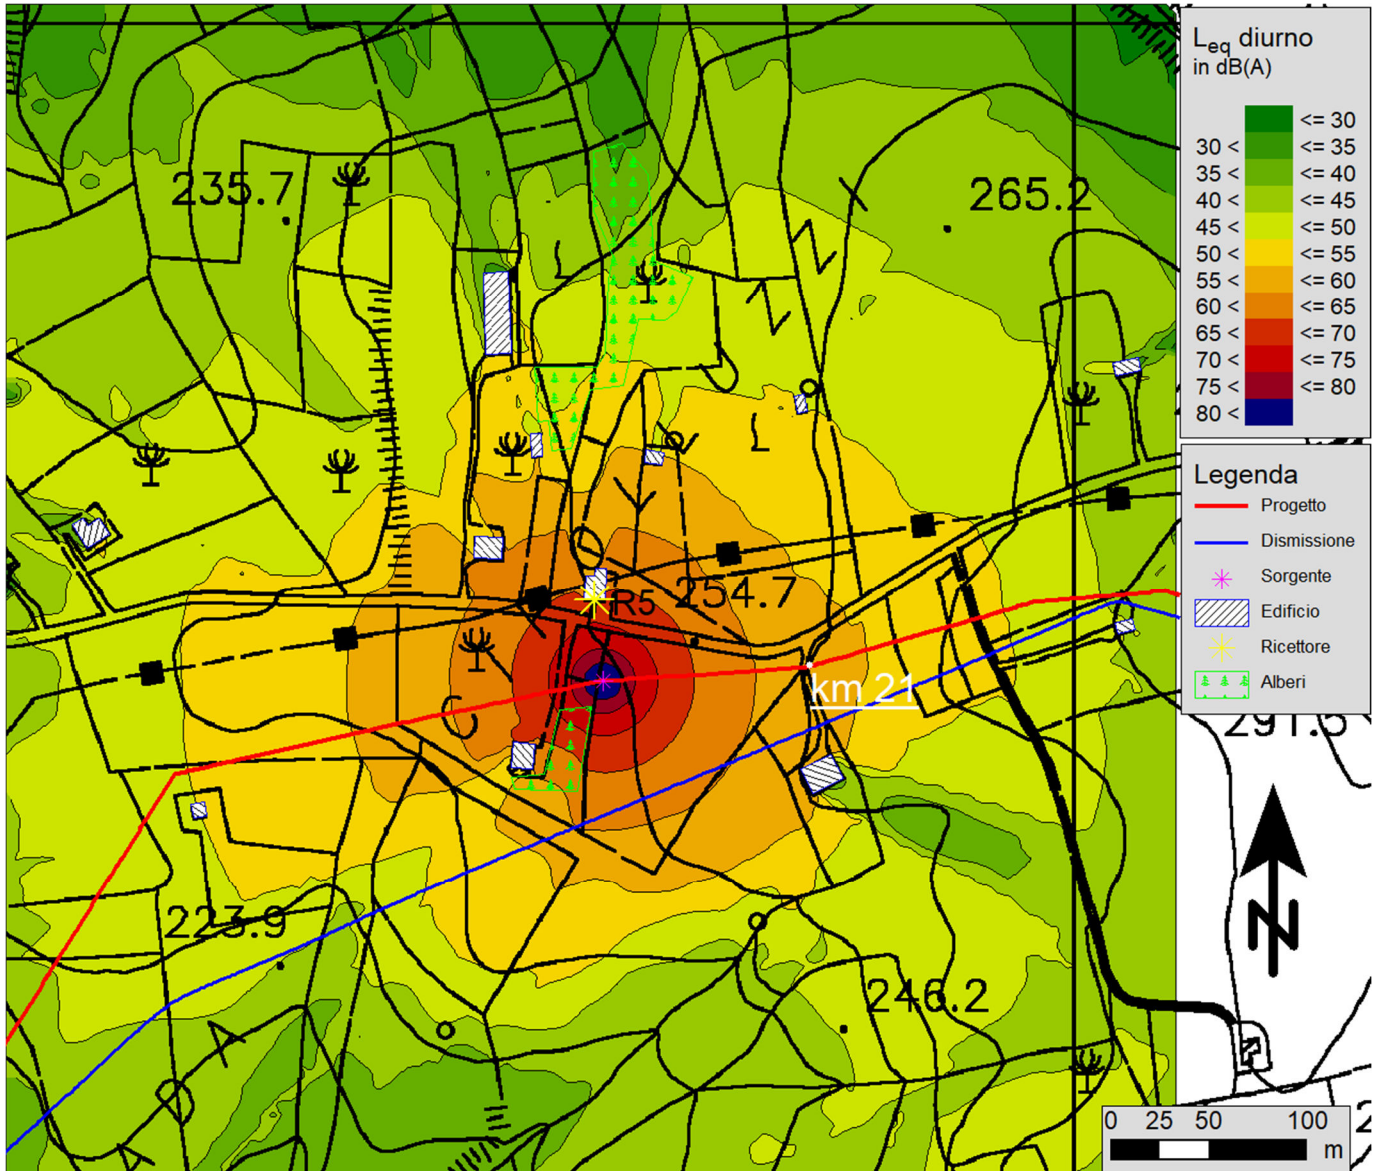 L_eq diurno
in dB(A)
<= 30
30 < <= 35
35 < <= 40
40 < <= 45
45 < <= 50
50 < <= 55
55 < <= 60
60 < <= 65
65 < <= 70
70 < <= 75
75 < <= 80
80 <
Legenda
Progetto
Dismissione
Sorgente
Edificio
Ricettore
Alberi
235.7
265.2
R5
254.7
km 21
291.5
223.9
246.2
N
0 25 50 100
m